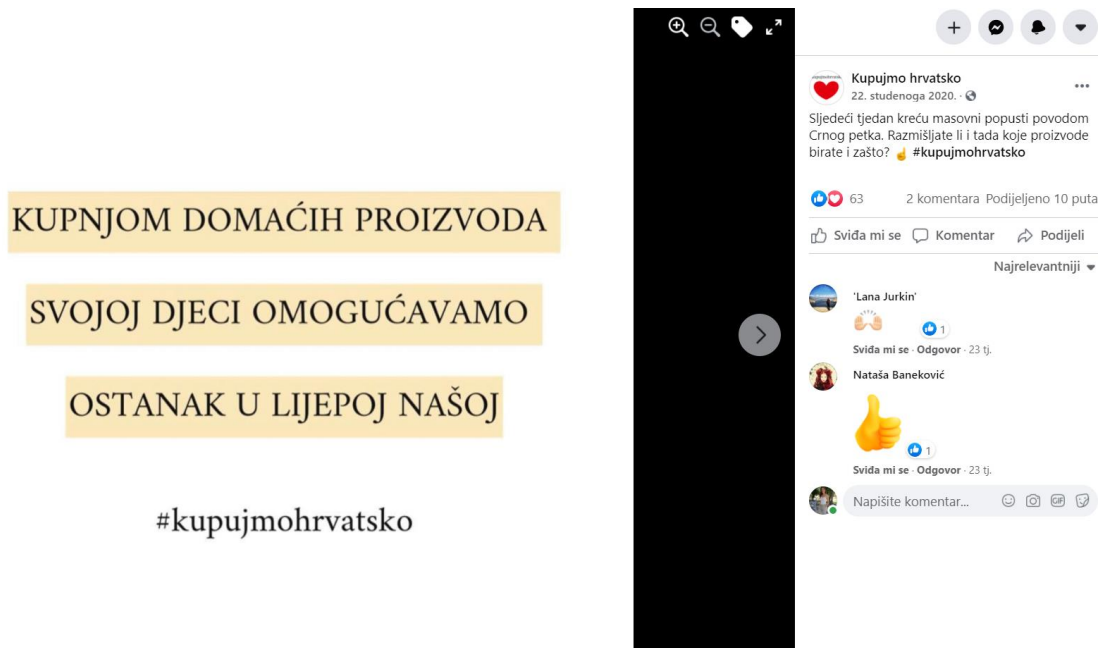 KUPNJOM DOMAĆIH PROIZVODA
SVOJOJ DJECI OMOGUĆAVAMO
OSTANAK U LIJEPOJ NAŠOJ
#kupujmohrvatsko
Kupujmo hrvatsko
22. studenoga 2020. ·
Sljedeći tjedan kreću masovni popusti povodom
Crnog petka. Razmišljate li i tada koje proizvode
birate i zašto? ☝ #kupujmohrvatsko
63 2 komentara Podijeljeno 10 puta
Sviđa mi se Komentar Podijeli
Najrelevantniji
'Lana Jurkin'
1
Sviđa mi se · Odgovor · 23 tj.
Nataša Baneković
1
Sviđa mi se · Odgovor · 23 tj.
Napišite komentar... GIF